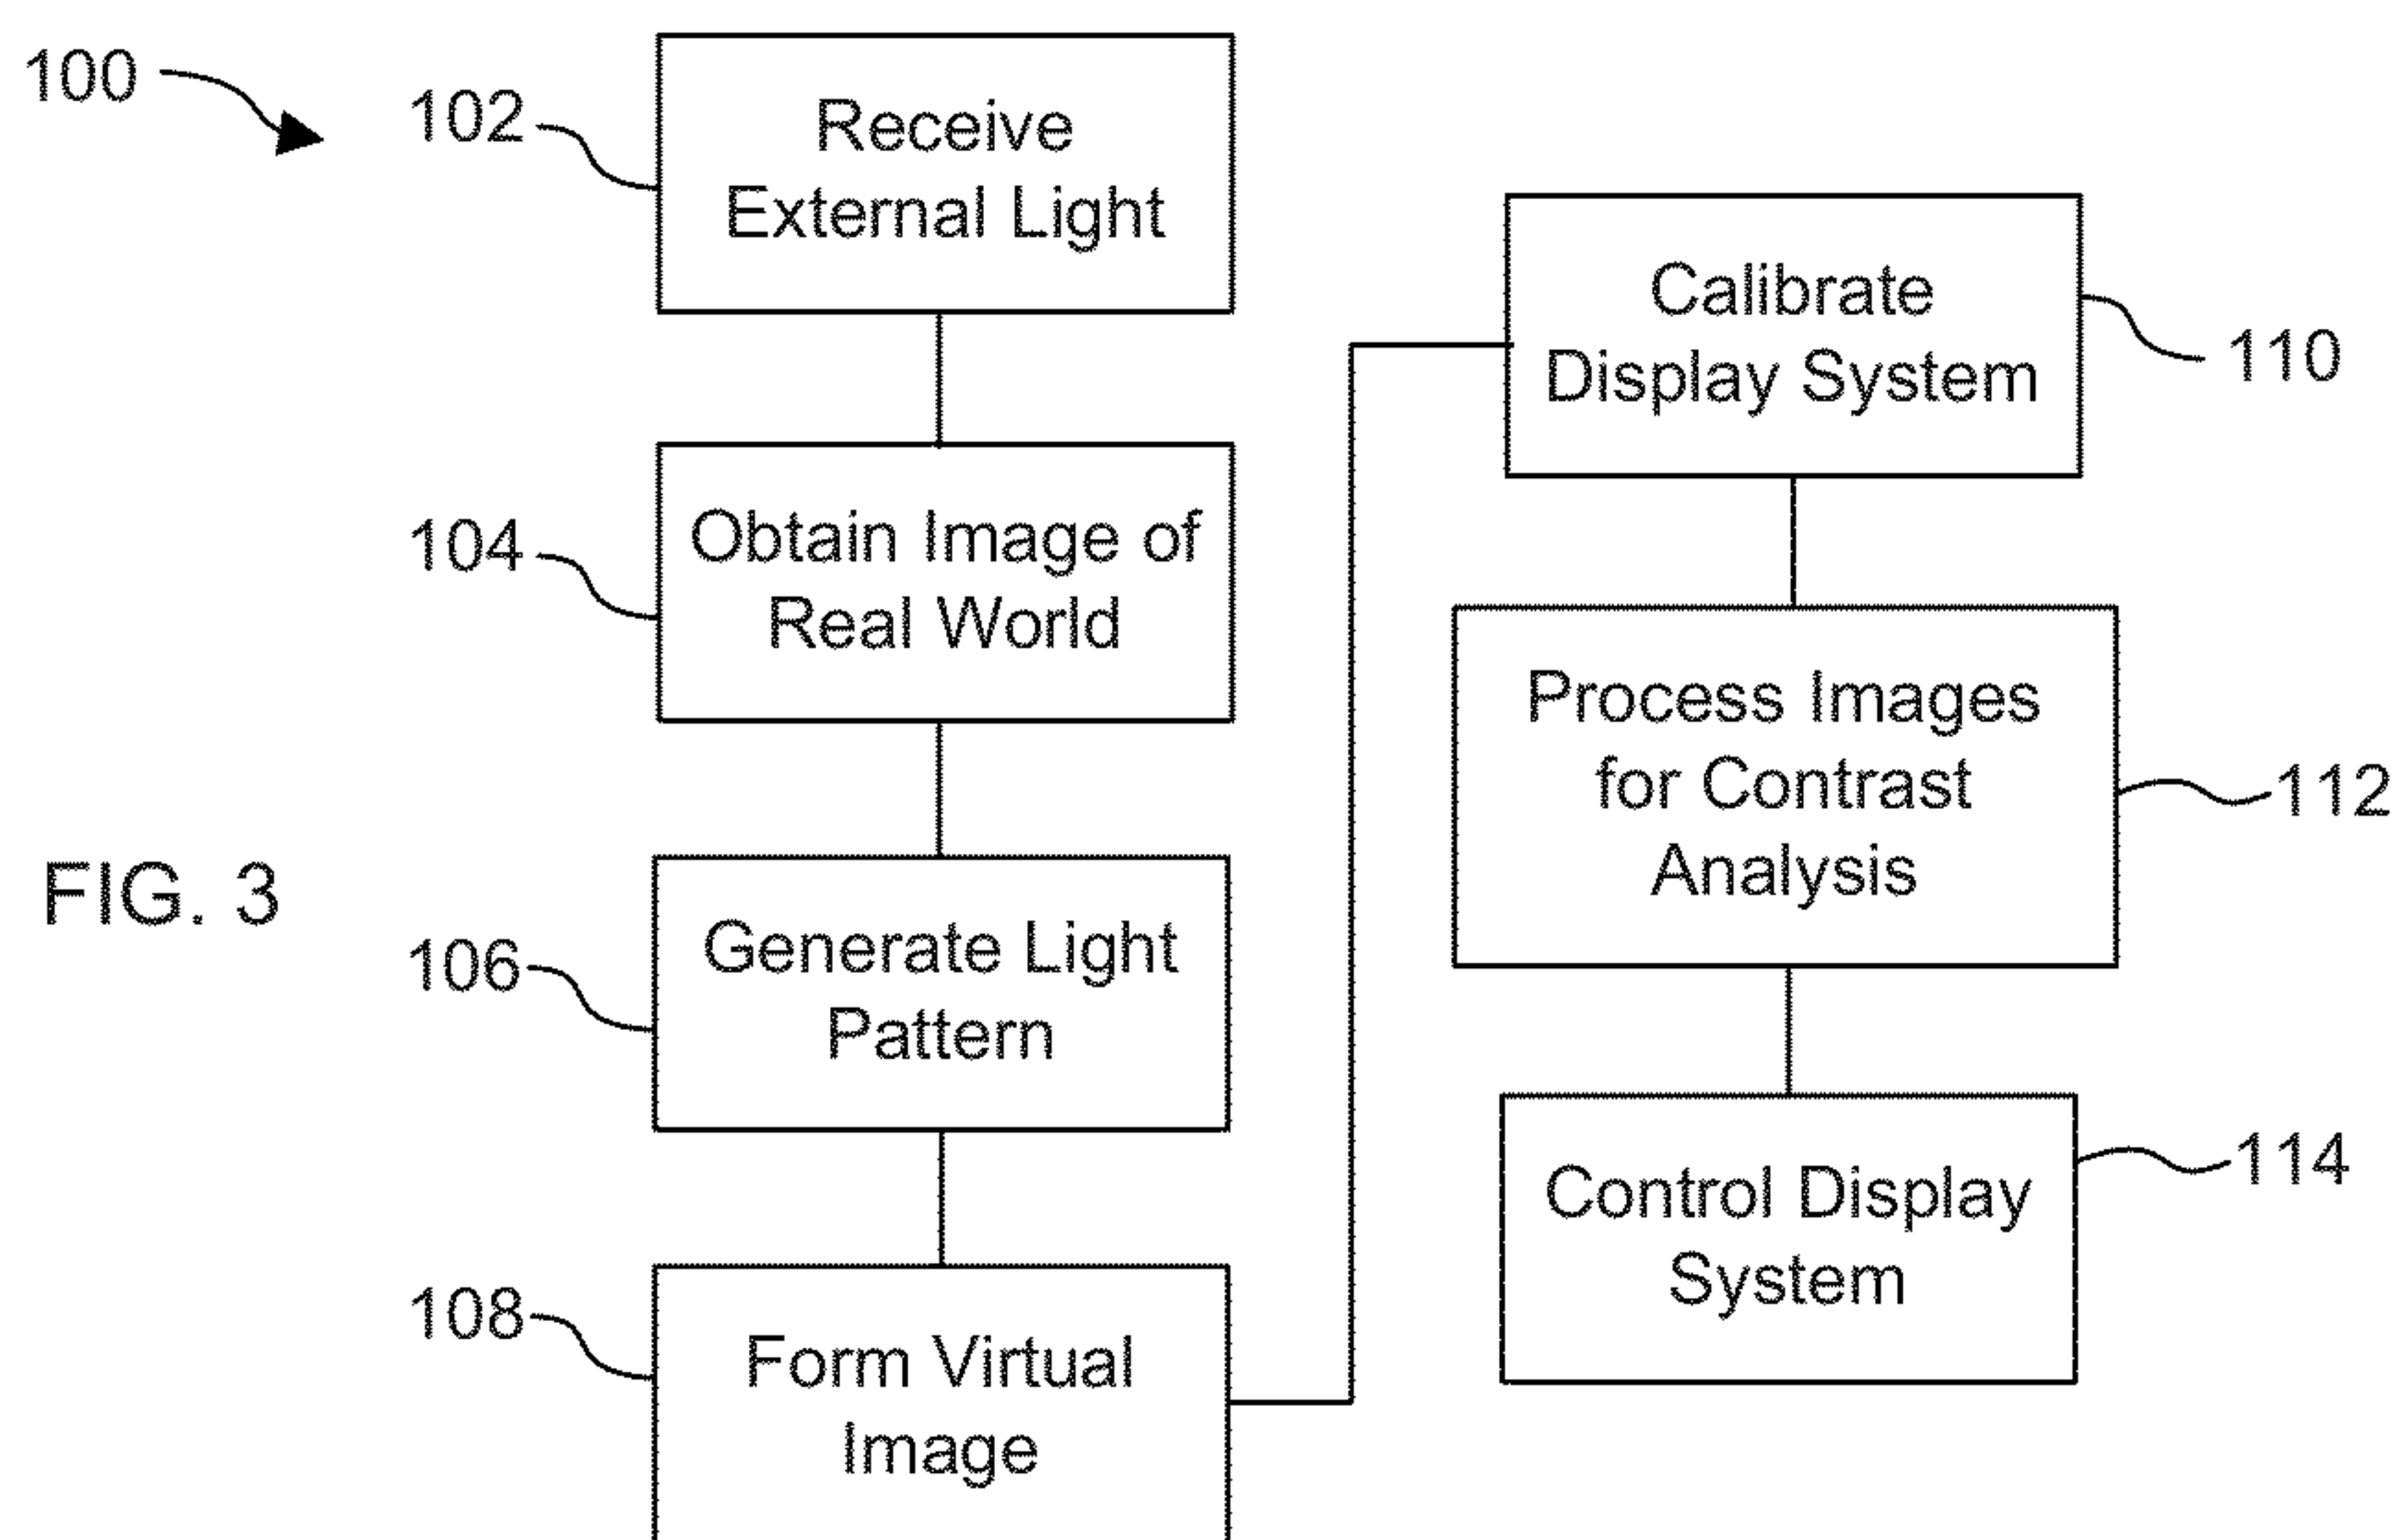 100
102
Receive
External Light
104
Obtain Image of
Real World
FIG. 3
106
Generate Light
Pattern
108
Form Virtual
Image
Calibrate
Display System
110
Process Images
for Contrast
Analysis
112
Control Display
System
114